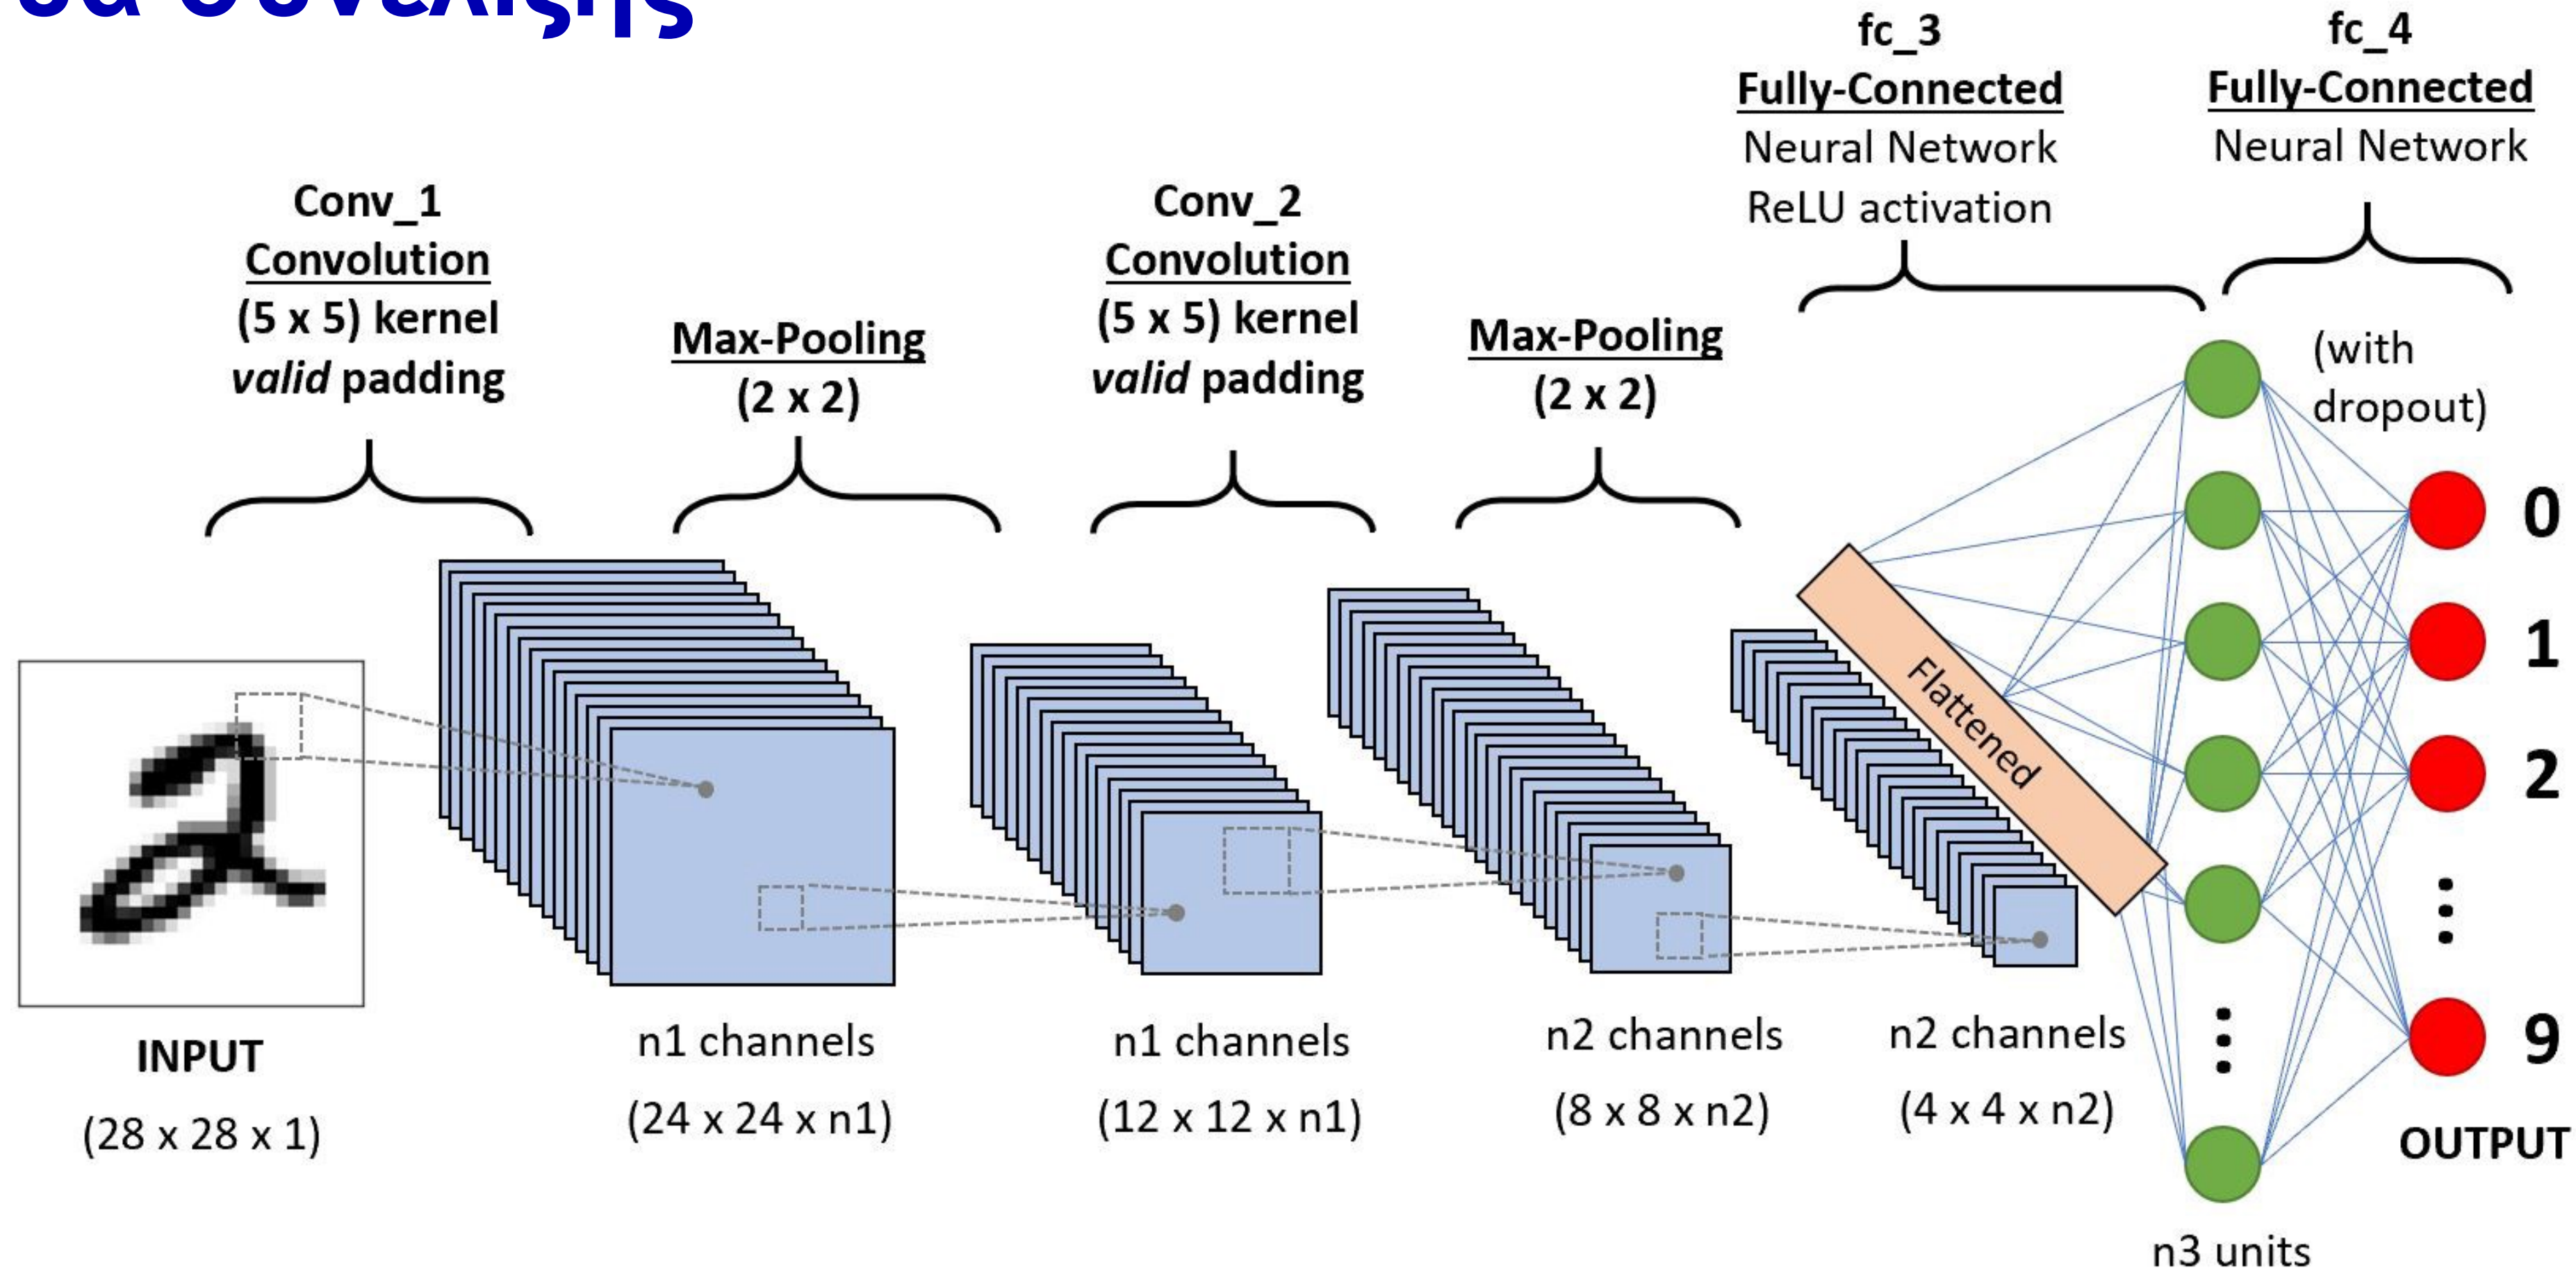 συνέλιξης
fc_3
Fully-Connected
Neural Network
ReLU activation
fc_4
Fully-Connected
Neural Network
(with
dropout)
Conv_1
Convolution
(5 x 5) kernel
valid padding
Max-Pooling
(2 x 2)
Conv_2
Convolution
(5 x 5) kernel
valid padding
Max-Pooling
(2 x 2)
Flattened
0
1
2
9
INPUT
(28 x 28 x 1)
n1 channels
(24 x 24 x n1)
n1 channels
(12 x 12 x n1)
n2 channels
(8 x 8 x n2)
n2 channels
(4 x 4 x n2)
OUTPUT
n3 units